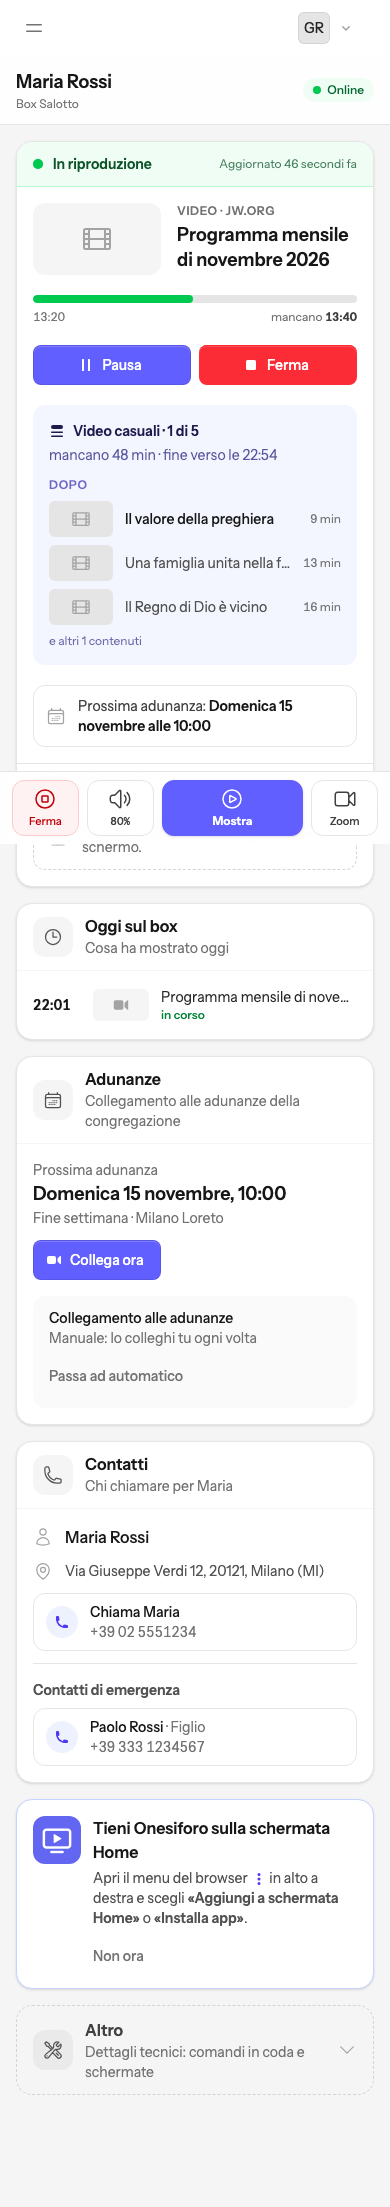 GR
Maria Rossi
Box Salotto
Online
In riproduzione
Aggiornato 46 secondi fa
VIDEO · JW.ORG
Programma mensile
di novembre 2026
13:20
mancano 13:40
Pausa
Ferma
Video casuali · 1 di 5
mancano 48 min · fine verso le 22:54
DOPO
Il valore della preghiera
9 min
Una famiglia unita nella f...
13 min
Il Regno di Dio è vicino
16 min
e altri 1 contenuti
Prossima adunanza: Domenica 15
novembre alle 10:00
Ferma
80%
Mostra
Zoom
schermo.
Oggi sul box
Cosa ha mostrato oggi
22:01
Programma mensile di nove...
in corso
Adunanze
Collegamento alle adunanze della
congregazione
Prossima adunanza
Domenica 15 novembre, 10:00
Fine settimana · Milano Loreto
Collega ora
Collegamento alle adunanze
Manuale: lo colleghi tu ogni volta
Passa ad automatico
Contatti
Chi chiamare per Maria
Maria Rossi
Via Giuseppe Verdi 12, 20121, Milano (MI)
Chiama Maria
+39 02 5551234
Contatti di emergenza
Paolo Rossi · Figlio
+39 333 1234567
Tieni Onesiforo sulla schermata
Home
Apri il menu del browser ⋮ in alto a
destra e scegli «Aggiungi a schermata
Home» o «Installa app».
Non ora
Altro
Dettagli tecnici: comandi in coda e
schermate